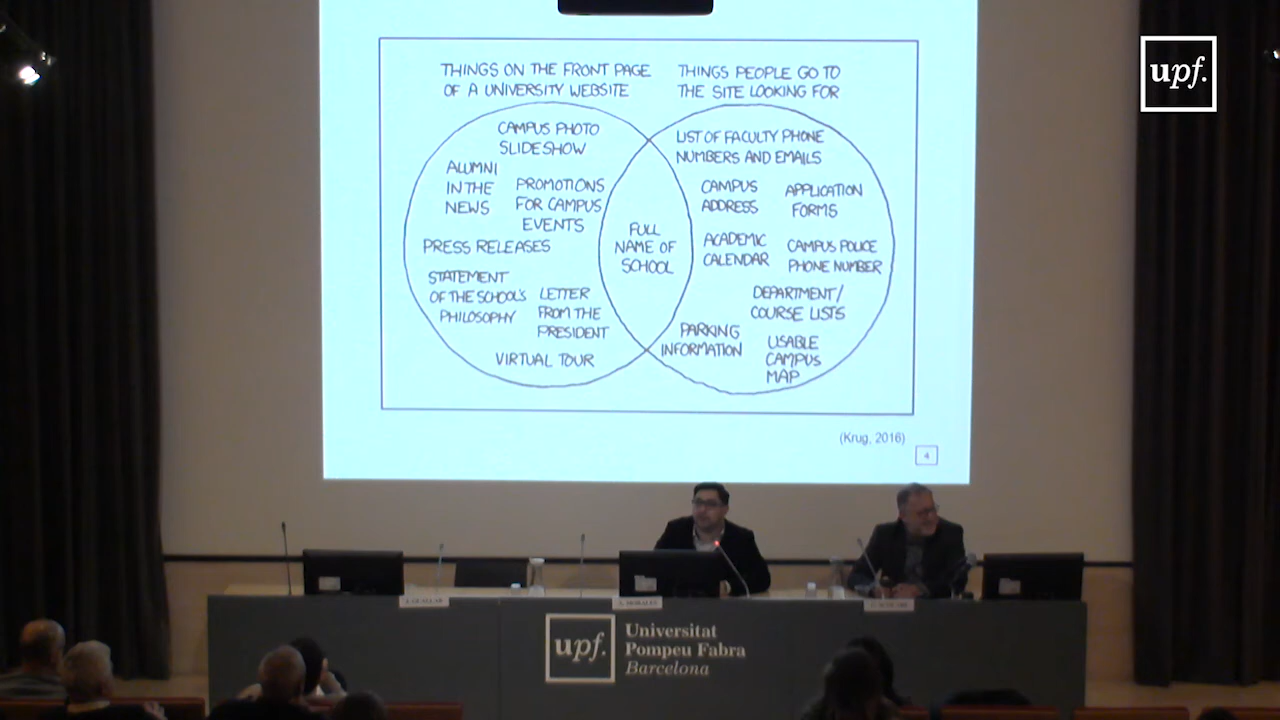 upf.
THINGS ON THE FRONT PAGE
OF A UNIVERSITY WEBSITE
THINGS PEOPLE GO TO
THE SITE LOOKING FOR
CAMPUS PHOTO
SLIDESHOW
ALUMNI
IN THE
NEWS
PROMOTIONS
FOR CAMPUS
EVENTS
PRESS RELEASES
STATEMENT
OF THE SCHOOL'S
PHILOSOPHY
LETTER
FROM THE
PRESIDENT
VIRTUAL TOUR
FULL
NAME OF
SCHOOL
LIST OF FACULTY PHONE
NUMBERS AND EMAILS
CAMPUS
ADDRESS
APPLICATION
FORMS
ACADEMIC
CALENDAR
CAMPUS POLICE
PHONE NUMBER
DEPARTMENT/
COURSE LISTS
PARKING
INFORMATION
USABLE
CAMPUS
MAP
(Krug, 2016)
4
upf.
Universitat
Pompeu Fabra
Barcelona